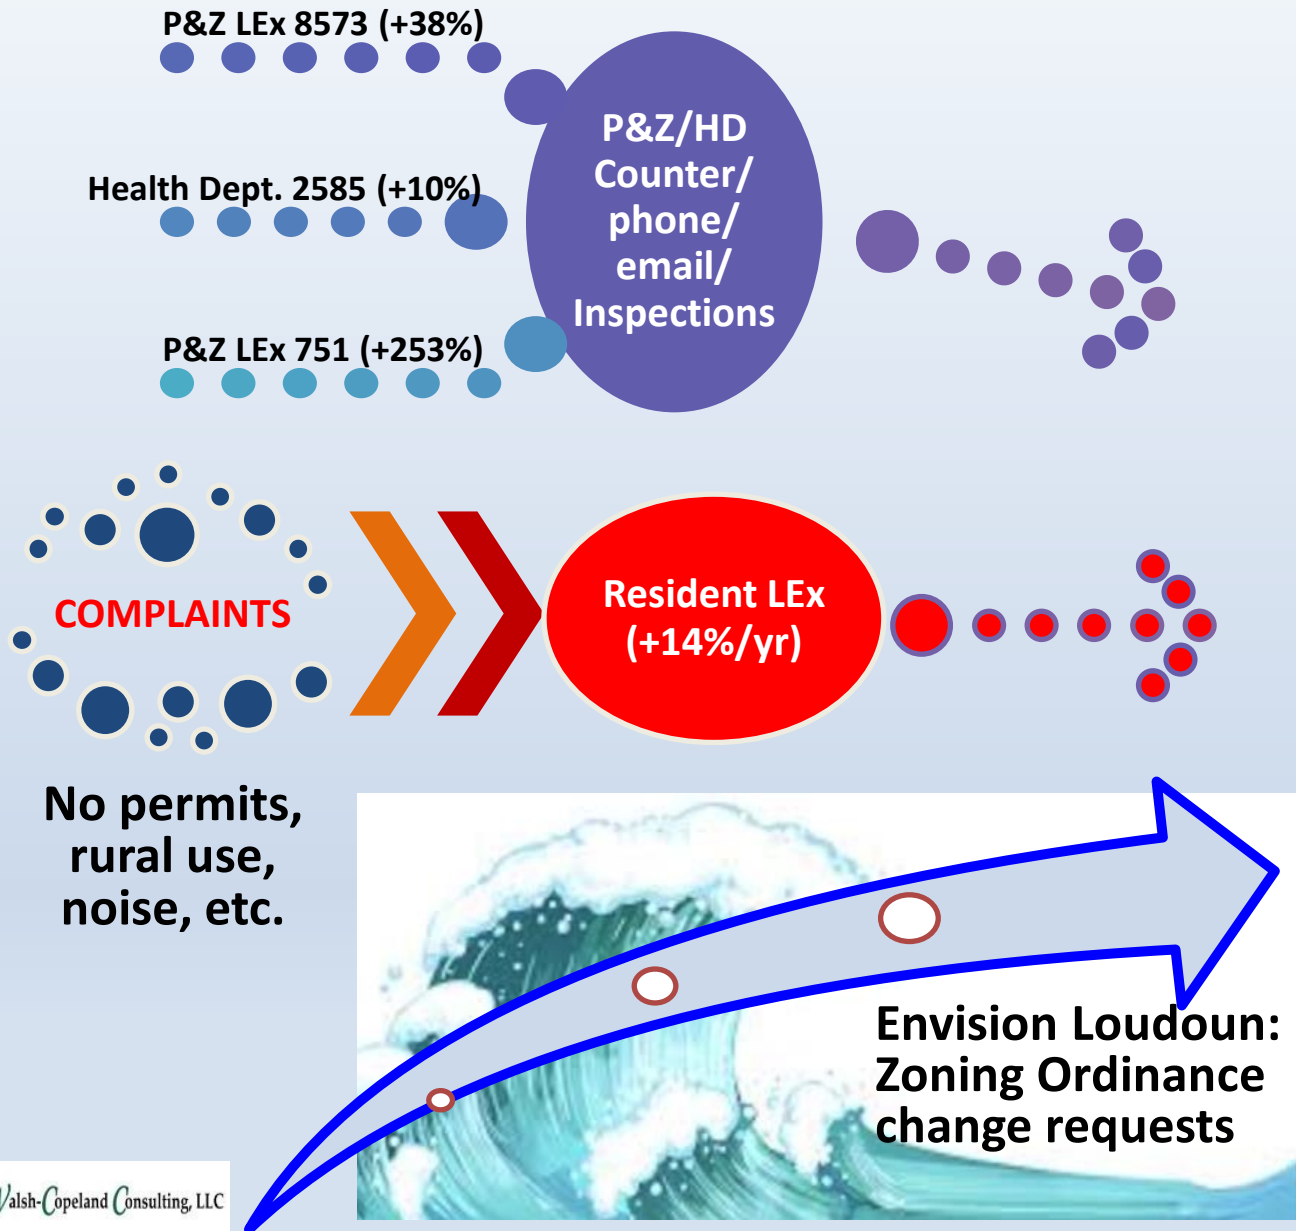 P&Z LEx 8573 (+38%)
Health Dept. 2585 (+10%)
P&Z LEx 751 (+253%)
P&Z/HD
Counter/
phone/
email/
Inspections
COMPLAINTS
Resident LEx
(+14%/yr)
No permits,
rural use,
noise, etc.
Envision Loudoun:
Zoning Ordinance
change requests
Walsh-Copeland Consulting, LLC